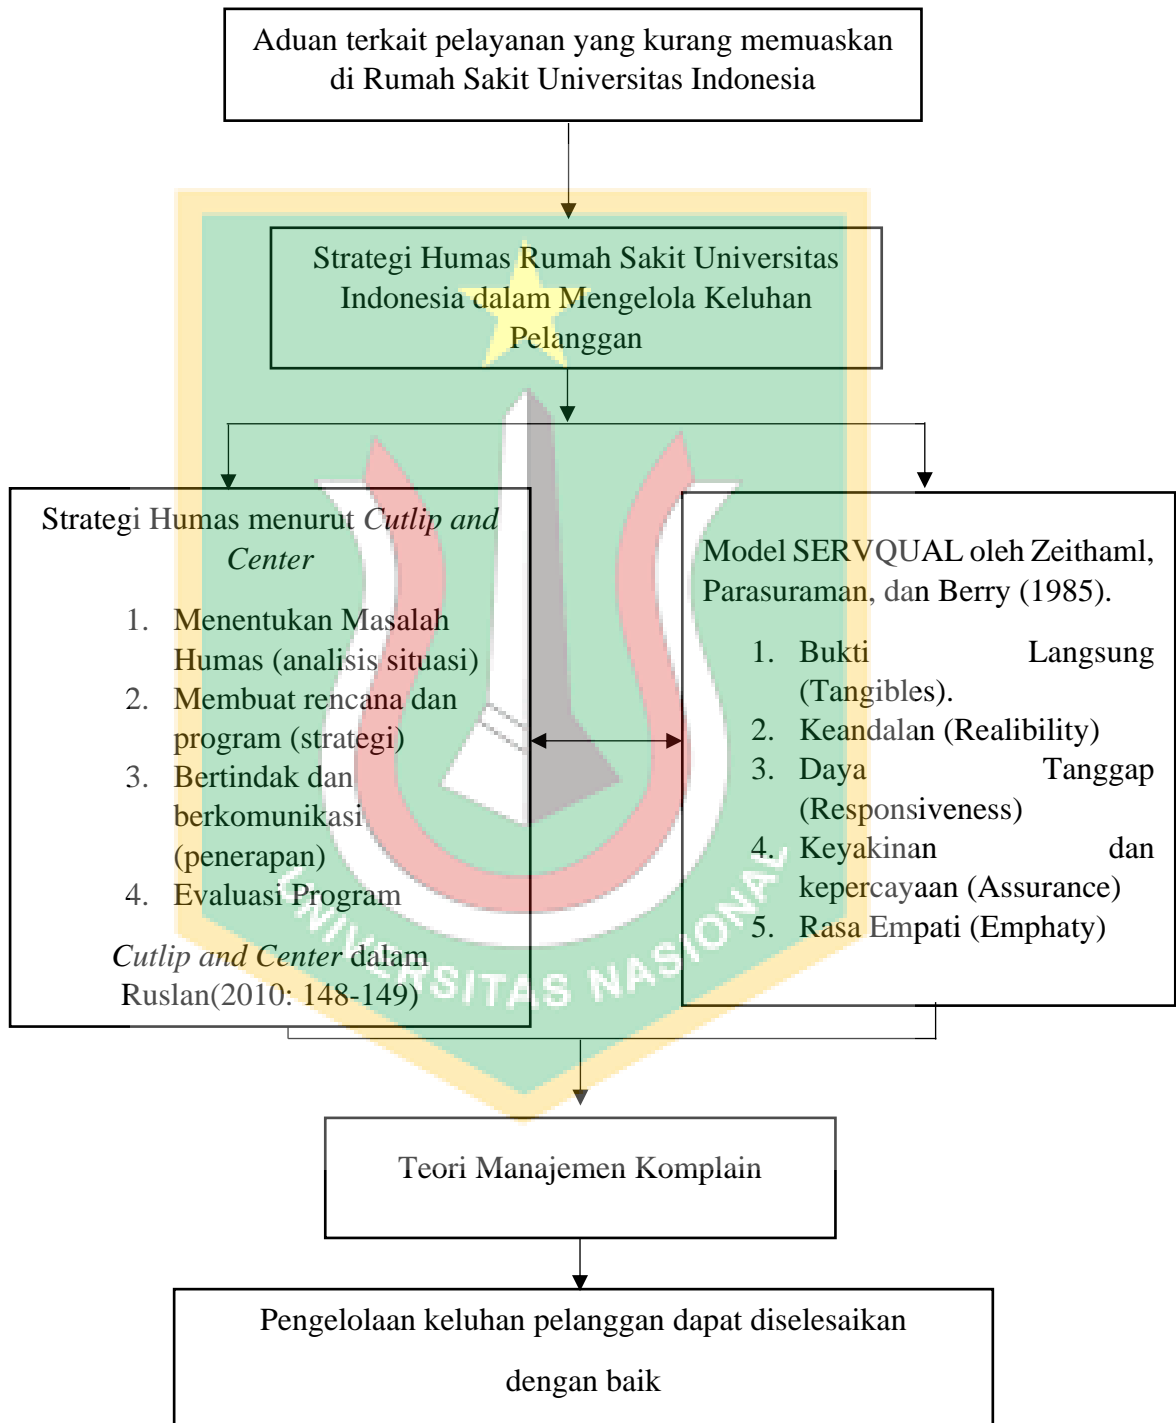 Aduan terkait pelayanan yang kurang memuaskan
di Rumah Sakit Universitas Indonesia
Strategi Humas Rumah Sakit Universitas
Indonesia dalam Mengelola Keluhan
Pelanggan
Strategi Humas menurut Cutlip and
Center
1. Menentukan Masalah
Humas (analisis situasi)
2. Membuat rencana dan
program (strategi)
3. Bertindak dan
berkomunikasi
(penerapan)
4. Evaluasi Program
Cutlip and Center dalam
Ruslan(2010: 148-149)
Model SERVQUAL oleh Zeithaml,
Parasuraman, dan Berry (1985).
1. Bukti Langsung
(Tangibles).
2. Keandalan (Realibility)
3. Daya Tanggap
(Responsiveness)
4. Keyakinan dan
kepercayaan (Assurance)
5. Rasa Empati (Emphaty)
UNIVERSITAS NASIONAL
Teori Manajemen Komplain
Pengelolaan keluhan pelanggan dapat diselesaikan
dengan baik